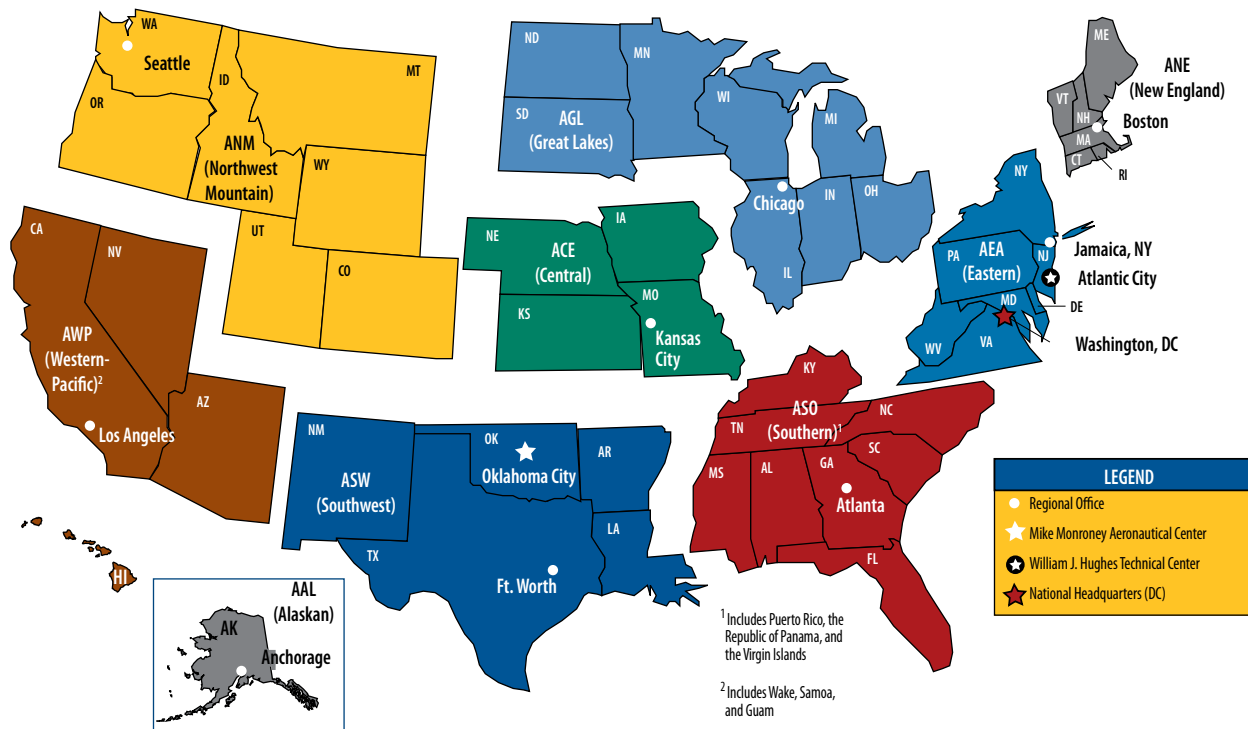 WA
Seattle
OR
ID
MT
ANM
(Northwest
Mountain)
WY
UT
CO
ND
MN
SD
AGL
(Great Lakes)
WI
MI
Chicago
IL
IN
OH
ME
ANE
(New England)
VT
NH
Boston
MA
CT
RI
NY
Jamaica, NY
PA
AEA
(Eastern)
NJ
Atlantic City
MD
DE
WV
VA
Washington, DC
CA
NV
AWP
(Western-
Pacific)2
AZ
Los Angeles
HI
NE
IA
ACE
(Central)
KS
MO
Kansas
City
KY
ASO
(Southern)1
TN
NC
SC
MS
AL
GA
Atlanta
FL
NM
OK
Oklahoma City
AR
ASW
(Southwest)
TX
LA
Ft. Worth
AAL
(Alaskan)
AK
Anchorage
1 Includes Puerto Rico, the
Republic of Panama, and
the Virgin Islands
2 Includes Wake, Samoa,
and Guam
LEGEND
Regional Office
Mike Monroney Aeronautical Center
William J. Hughes Technical Center
National Headquarters (DC)